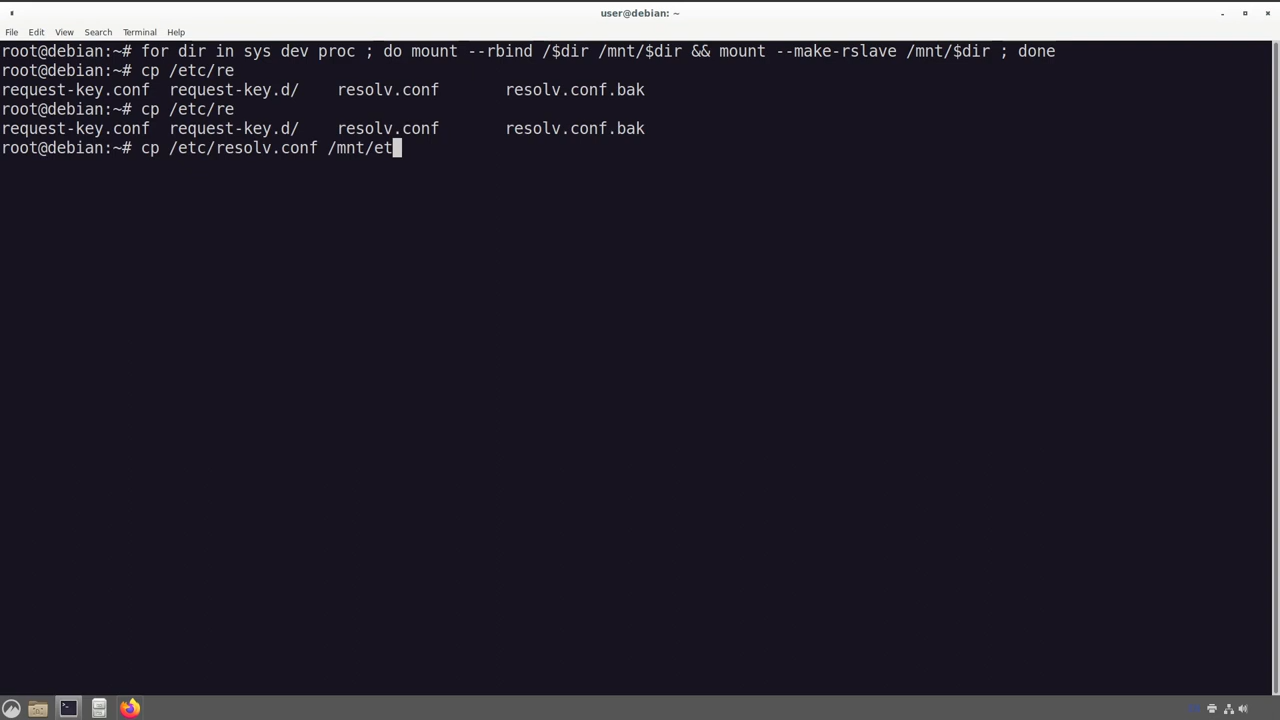 user@debian: ~
File Edit View Search Terminal Help
root@debian:~# for dir in sys dev proc ; do mount --rbind /$dir /mnt/$dir && mount --make-rslave /mnt/$dir ; done
root@debian:~# cp /etc/re
request-key.conf  request-key.d/    resolv.conf       resolv.conf.bak
root@debian:~# cp /etc/re
request-key.conf  request-key.d/    resolv.conf       resolv.conf.bak
root@debian:~# cp /etc/resolv.conf /mnt/et